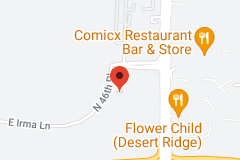 Comicx Restaurant
Bar & Store
N 46th Pl
E Irma Ln
Flower Child
(Desert Ridge)